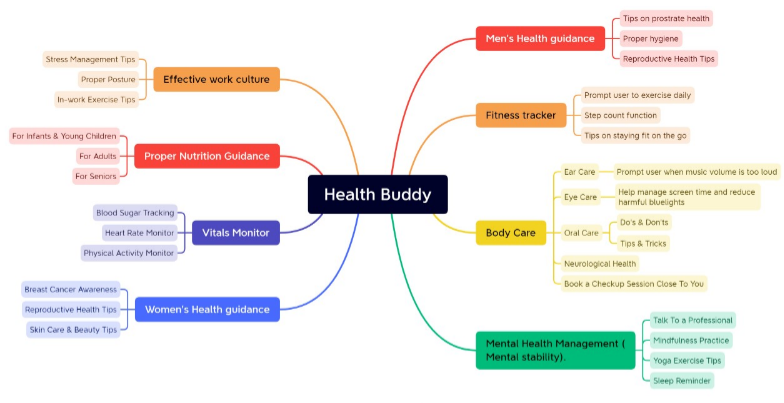 Health Buddy
Effective work culture
Stress Management Tips
Proper Posture
In-work Exercise Tips
Proper Nutrition Guidance
For Infants & Young Children
For Adults
For Seniors
Vitals Monitor
Blood Sugar Tracking
Heart Rate Monitor
Physical Activity Monitor
Women's Health guidance
Breast Cancer Awareness
Reproductive Health Tips
Skin Care & Beauty Tips
Men's Health guidance
Tips on prostrate health
Proper hygiene
Reproductive Health Tips
Fitness tracker
Prompt user to exercise daily
Step count function
Tips on staying fit on the go
Body Care
Ear Care
Prompt user when music volume is too loud
Eye Care
Help manage screen time and reduce
harmful bluelights
Oral Care
Do's & Don'ts
Tips & Tricks
Neurological Health
Book a Checkup Session Close To You
Mental Health Management (
Mental stability).
Talk To a Professional
Mindfulness Practice
Yoga Exercise Tips
Sleep Reminder